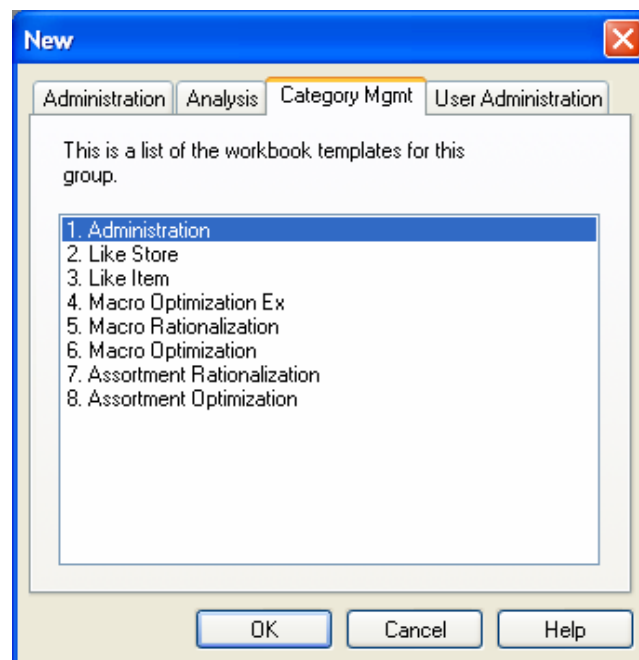 New
Administration Analysis Category Mgmt User Administration
This is a list of the workbook templates for this
group.
1. Administration
2. Like Store
3. Like Item
4. Macro Optimization Ex
5. Macro Rationalization
6. Macro Optimization
7. Assortment Rationalization
8. Assortment Optimization
OK Cancel Help